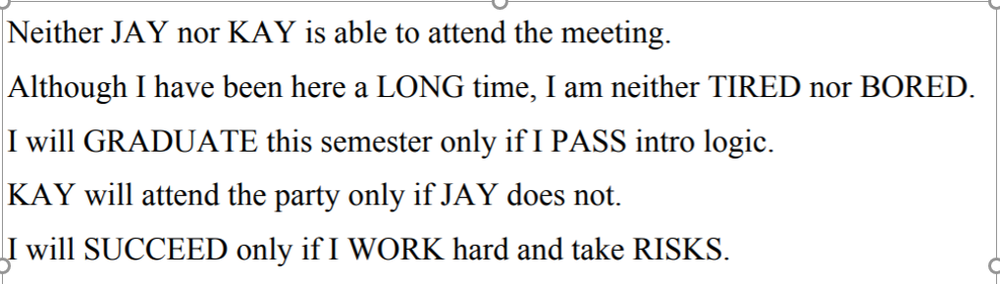 Neither JAY nor KAY is able to attend the meeting.
Although I have been here a LONG time, I am neither TIRED nor BORED.
I will GRADUATE this semester only if I PASS intro logic.
KAY will attend the party only if JAY does not.
I will SUCCEED only if I WORK hard and take RISKS.